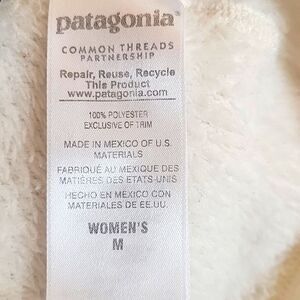 patagonia
COMMON THREADS
PARTNERSHIP
Repair, Reuse, Recycle
This Product
www.patagonia.com
100% POLYESTER
EXCLUSIVE OF TRIM
MADE IN MEXICO OF U.S.
MATERIALS
FABRIQUÉ AU MEXIQUE DES
MATIÈRES DES ÉTATS-UNIS
HECHO EN MEXICO CON
MATERIALES DE EE.UU.
WOMEN'S
M